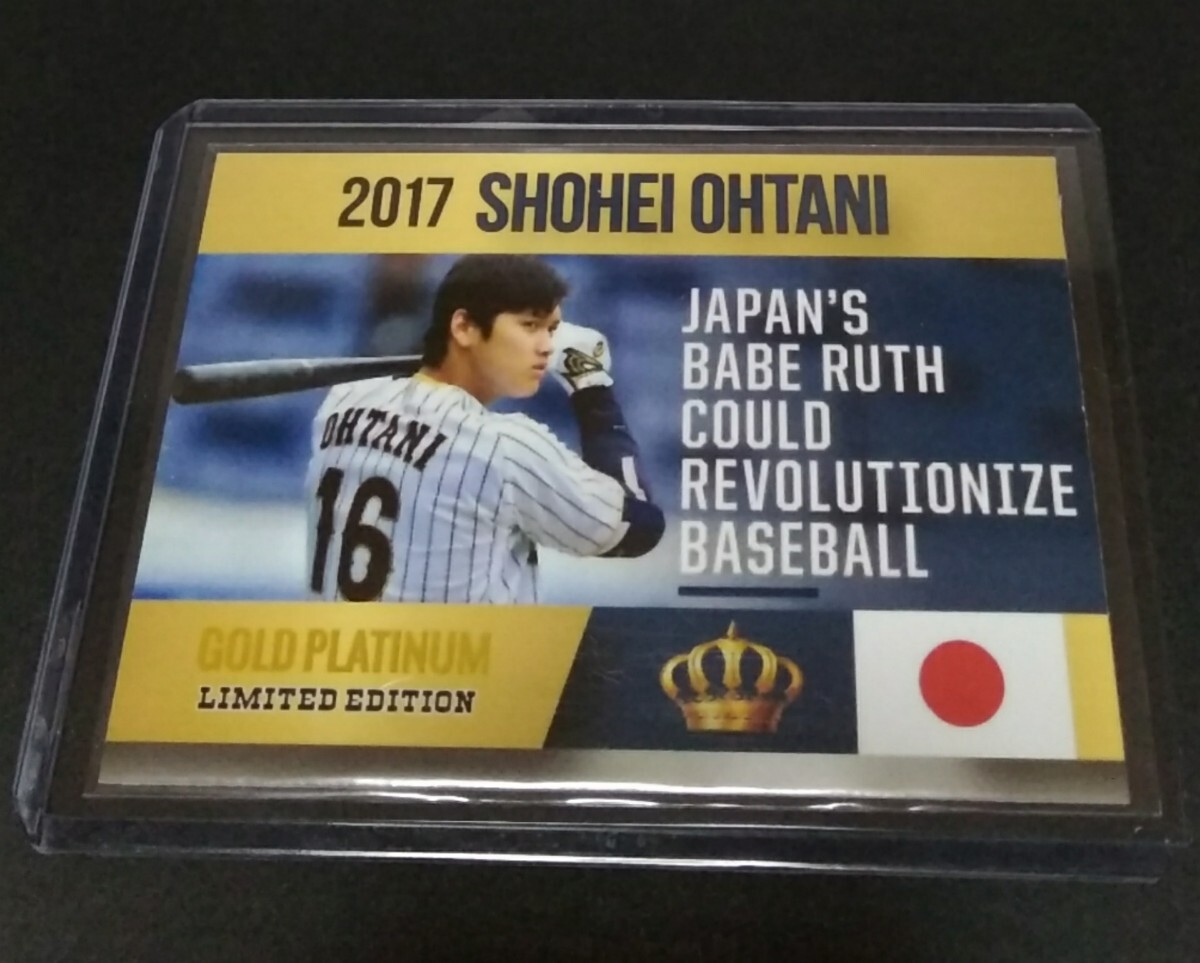 2017 SHOHEI OHTANI
JAPAN'S
BABE RUTH
COULD
REVOLUTIONIZE
BASEBALL
OHTANI
16
GOLD PLATINUM
LIMITED EDITION